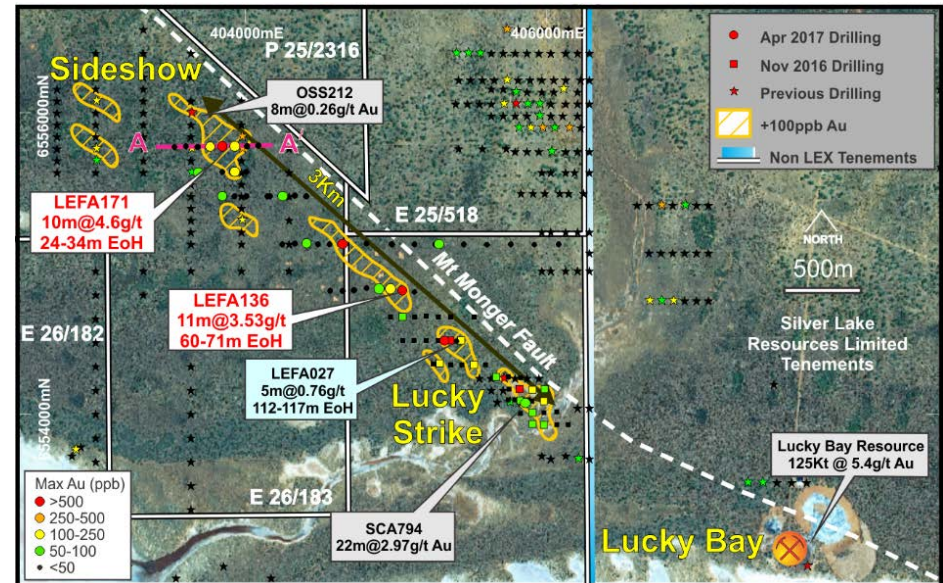 404000mE
406000mE
P 25/2316
Sideshow
OSS212
8m@0.26g/t Au
6556000mN
A
A
3Km
LEFA171
10m@4.6g/t
24-34m EoH
E 25/518
Mt Monger Fault
LEFA136
11m@3.53g/t
60-71m EoH
E 26/182
LEFA027
5m@0.76g/t
112-117m EoH
Lucky
Strike
554000mN
E 26/183
SCA794
22m@2.97g/t Au
Max Au (ppb)
>500
250-500
100-250
50-100
<50
Apr 2017 Drilling
Nov 2016 Drilling
Previous Drilling
+100ppb Au
Non LEX Tenements
NORTH
500m
Silver Lake
Resources Limited
Tenements
Lucky Bay Resource
125Kt @ 5.4g/t Au
Lucky Bay